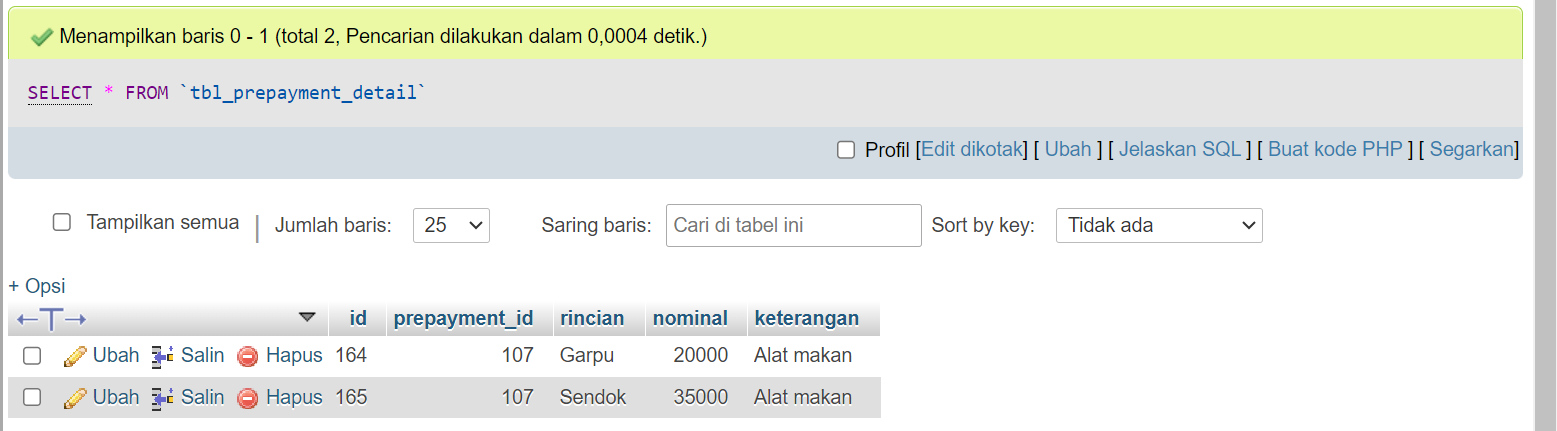 Menampilkan baris 0 - 1 (total 2, Pencarian dilakukan dalam 0,0004 detik.)
SELECT * FROM `tbl_prepayment_detail`
Profil [Edit dikotak] [ Ubah ] [ Jelaskan SQL ] [ Buat kode PHP ] [ Segarkan]
Tampilkan semua | Jumlah baris: 25 Saring baris: Cari di tabel ini Sort by key: Tidak ada
+ Opsi
←T→ id prepayment_id rincian nominal keterangan
Ubah Salin Hapus 164 107 Garpu 20000 Alat makan
Ubah Salin Hapus 165 107 Sendok 35000 Alat makan